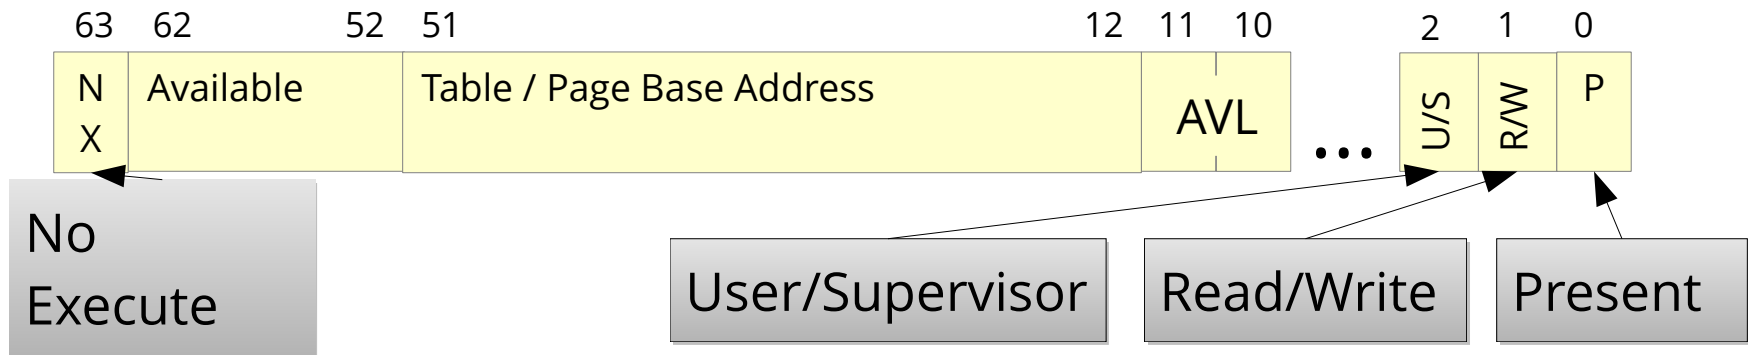 63 62 52 51 12 11 10 2 1 0
N
X
Available
Table / Page Base Address
AVL
...
U/S
R/W
P
No
Execute
User/Supervisor
Read/Write
Present